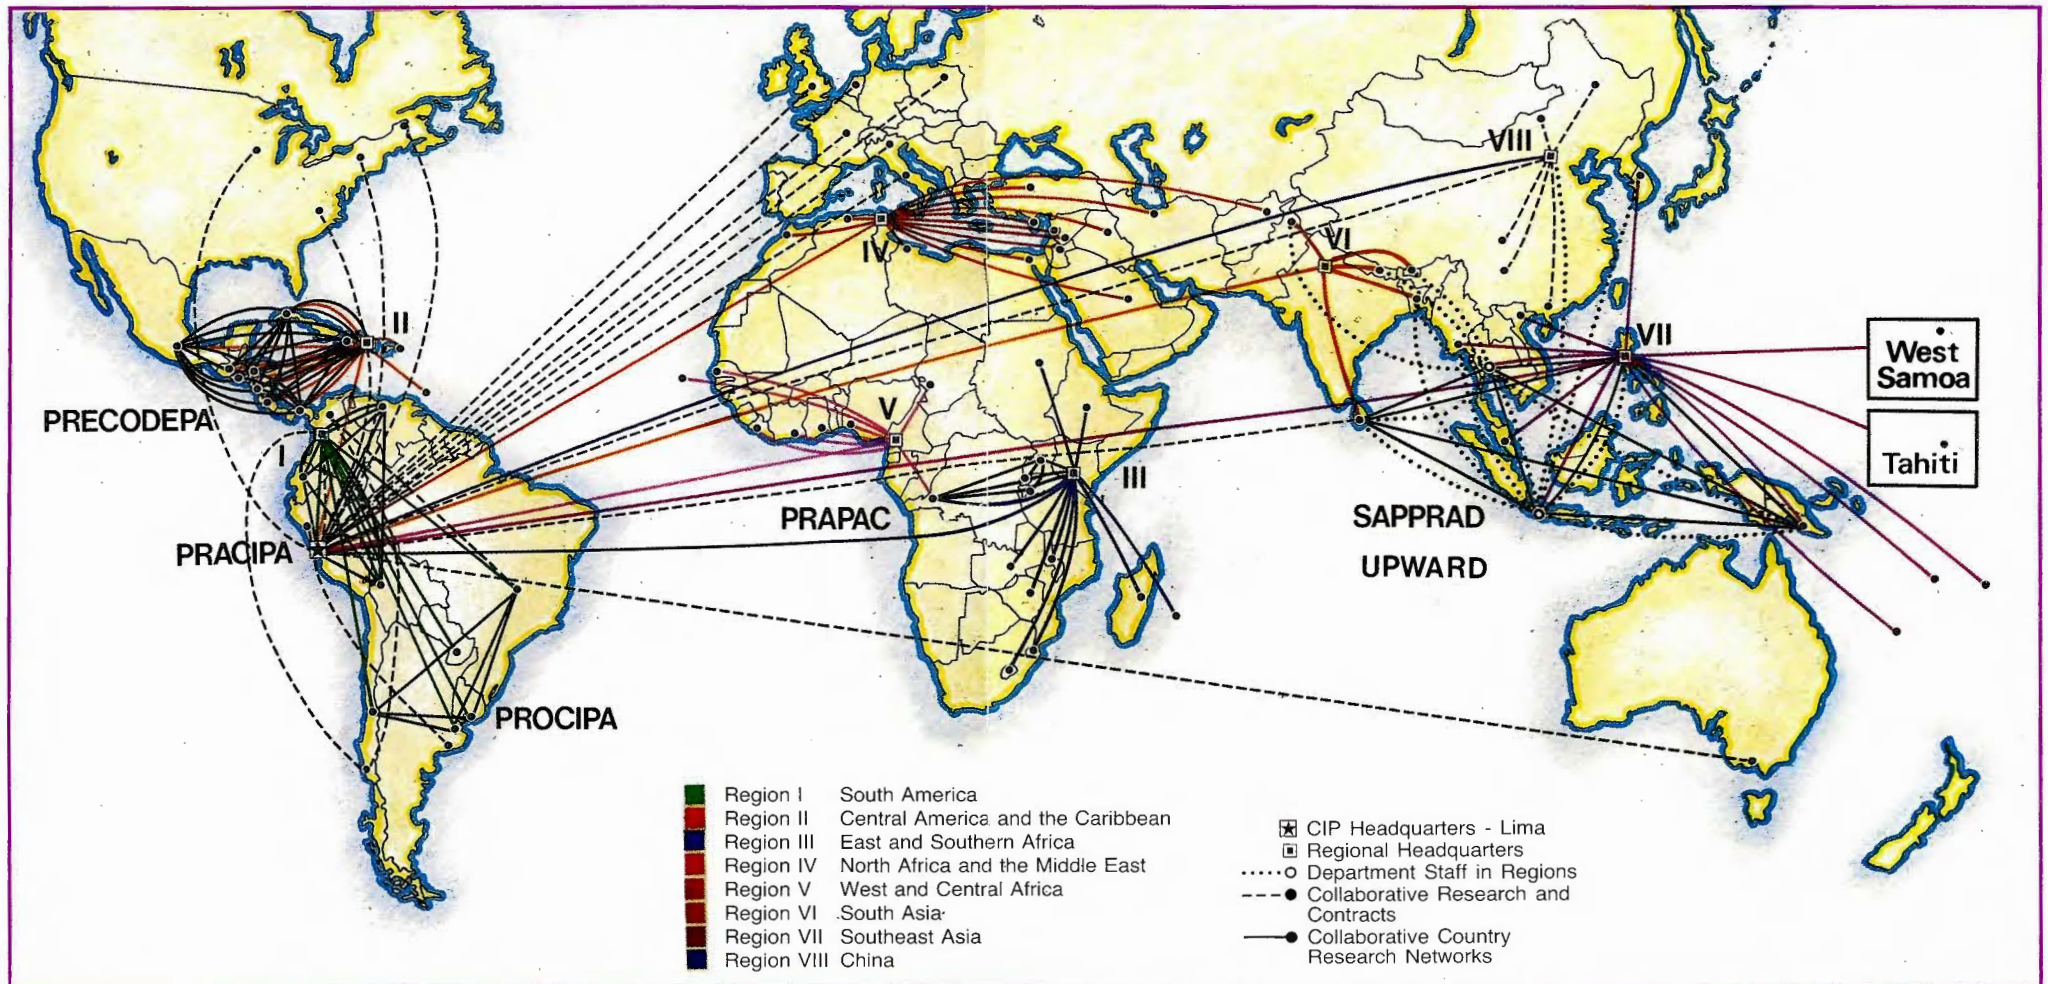 VIII
IV
VI
II
VII
West
Samoa
V
PRECODEPA
I
Tahiti
III
PRAPAC
SAPPRAD
PRACIPA
UPWARD
PROCIPA
Region I South America
Region II Central America and the Caribbean
Region III East and Southern Africa
Region IV North Africa and the Middle East
Region V West and Central Africa
Region VI South Asia
Region VII Southeast Asia
Region VIII China
CIP Headquarters - Lima
Regional Headquarters
Department Staff in Regions
Collaborative Research and
Contracts
Collaborative Country
Research Networks